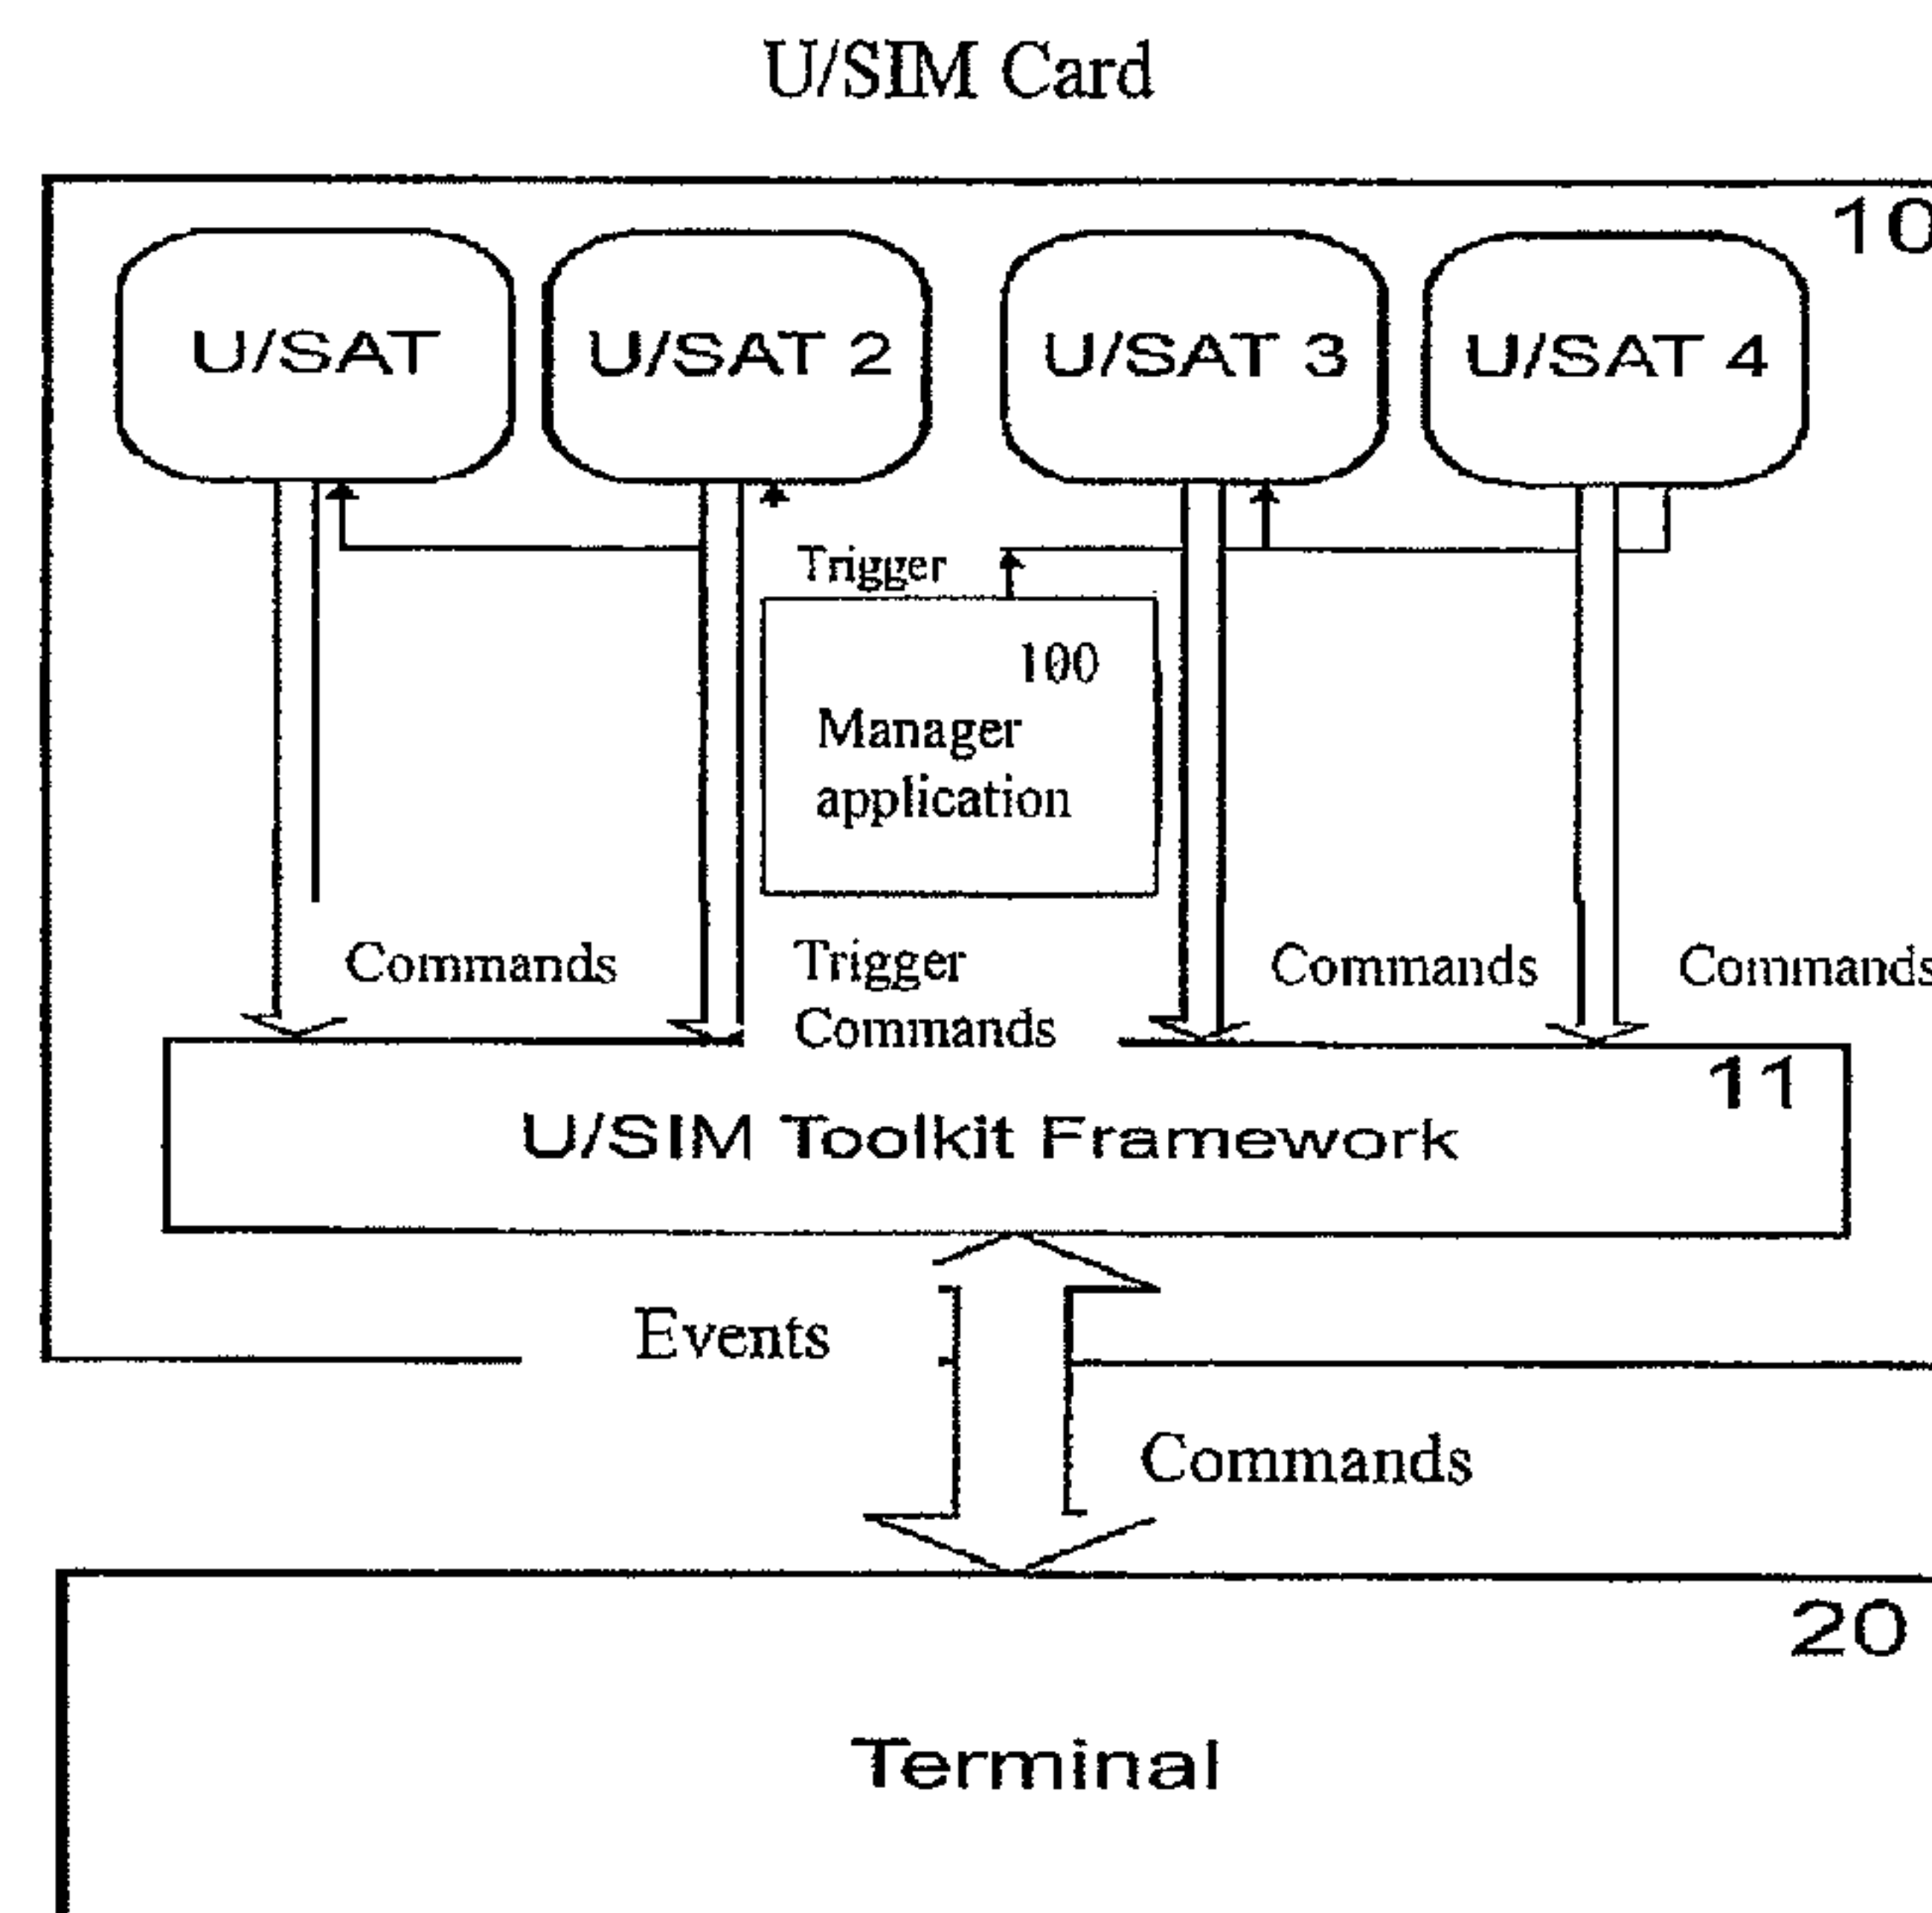 U/SIM Card
10
U/SAT
U/SAT 2
U/SAT 3
U/SAT 4
Trigger
100
Manager
application
Commands
Trigger
Commands
Commands
Commands
11
U/SIM Toolkit Framework
Events
Commands
20
Terminal